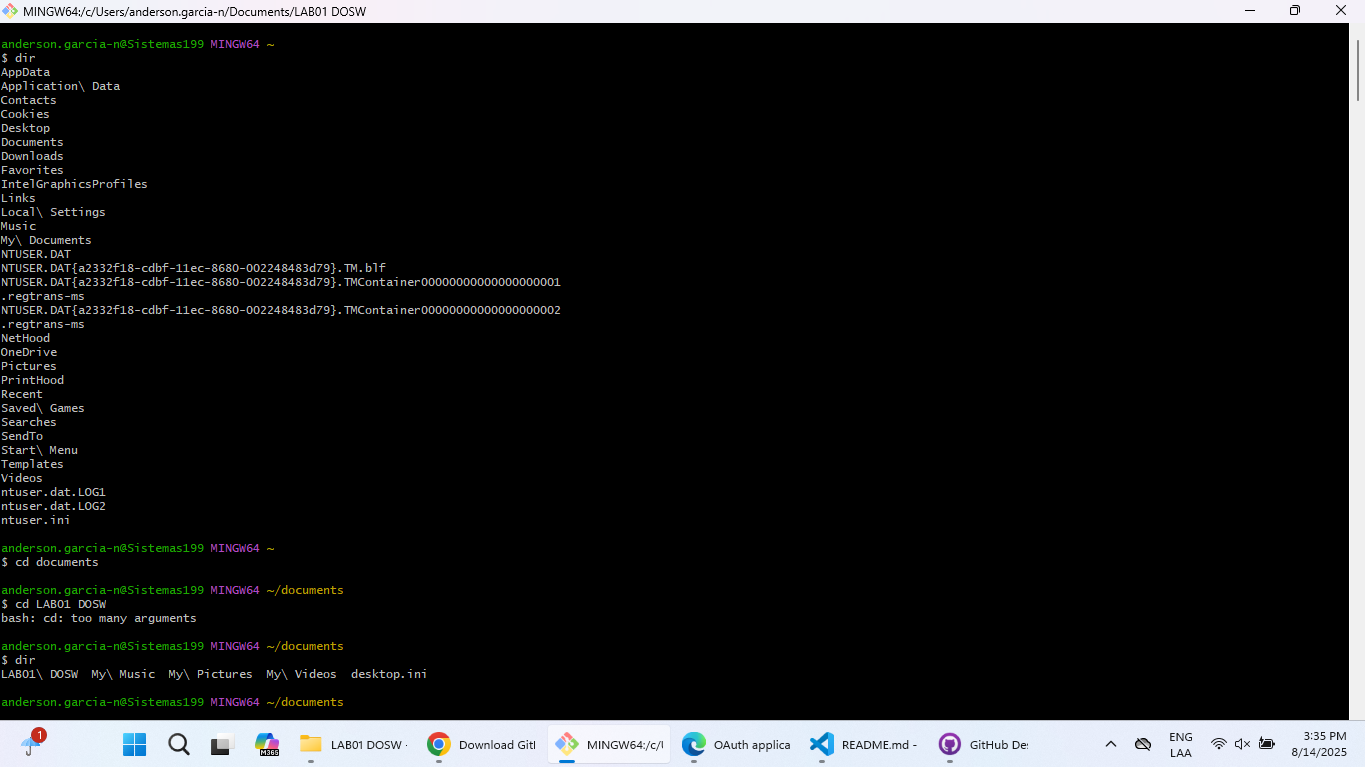 MINGW64:/c/Users/anderson.garcia-n/Documents/LAB01 DOSW
anderson.garcia-n@Sistemas199 MINGW64 ~
$ dir
AppData
Application\ Data
Contacts
Cookies
Desktop
Documents
Downloads
Favorites
IntelGraphicsProfiles
Links
Local\ Settings
Music
My\ Documents
NTUSER.DAT
NTUSER.DAT{a2332f18-cdbf-11ec-8680-002248483d79}.TM.blf
NTUSER.DAT{a2332f18-cdbf-11ec-8680-002248483d79}.TMContainer00000000000000000001
.regtrans-ms
NTUSER.DAT{a2332f18-cdbf-11ec-8680-002248483d79}.TMContainer00000000000000000002
.regtrans-ms
NetHood
OneDrive
Pictures
PrintHood
Recent
Saved\ Games
Searches
SendTo
Start\ Menu
Templates
Videos
ntuser.dat.LOG1
ntuser.dat.LOG2
ntuser.ini
anderson.garcia-n@Sistemas199 MINGW64 ~
$ cd documents
anderson.garcia-n@Sistemas199 MINGW64 ~/documents
$ cd LAB01 DOSW
bash: cd: too many arguments
anderson.garcia-n@Sistemas199 MINGW64 ~/documents
$ dir
LAB01\ DOSW  My\ Music  My\ Pictures  My\ Videos  desktop.ini
anderson.garcia-n@Sistemas199 MINGW64 ~/documents
1 M365 LAB01 DOSW - Download Git MINGW64:/c/U OAuth applica README.md - GitHub De ENG LAA 3:35 PM 8/14/2025